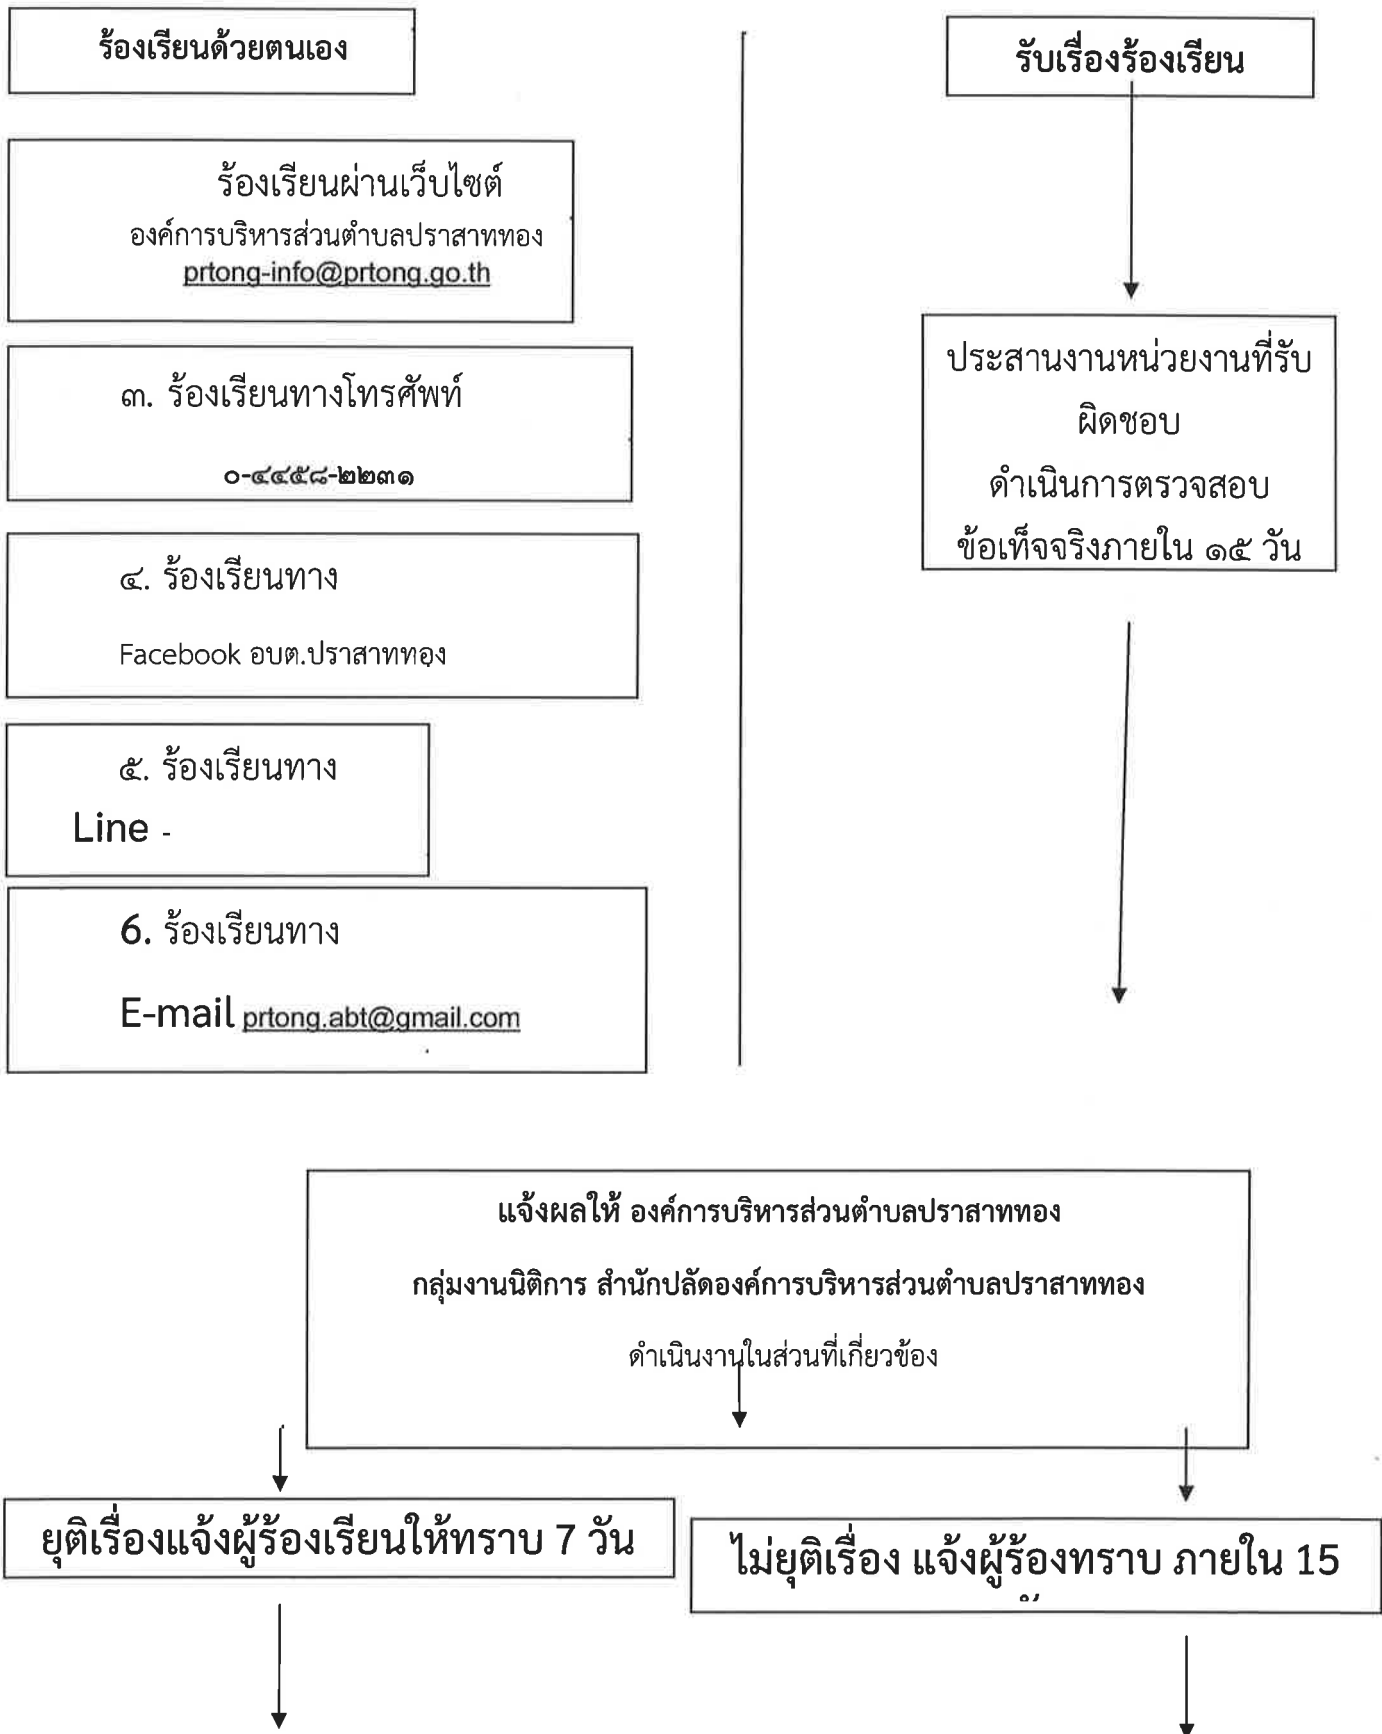 ร้องเรียนด้วยตนเอง
ร้องเรียนผ่านเว็บไซต์
องค์การบริหารส่วนตำบลปราสาททอง
prtong-info@prtong.go.th
๓. ร้องเรียนทางโทรศัพท์
๐-๔๔๕๘-๒๒๓๑
๔. ร้องเรียนทาง
Facebook อบต.ปราสาททอง
๕. ร้องเรียนทาง
Line -
6. ร้องเรียนทาง
E-mail prtong.abt@gmail.com
รับเรื่องร้องเรียน
ประสานงานหน่วยงานที่รับ
ผิดชอบ
ดำเนินการตรวจสอบ
ข้อเท็จจริงภายใน ๑๕ วัน
แจ้งผลให้ องค์การบริหารส่วนตำบลปราสาททอง
กลุ่มงานนิติการ สำนักปลัดองค์การบริหารส่วนตำบลปราสาททอง
ดำเนินงานในส่วนที่เกี่ยวข้อง
ยุติเรื่องแจ้งผู้ร้องเรียนให้ทราบ 7 วัน
ไม่ยุติเรื่อง แจ้งผู้ร้องทราบ ภายใน 15